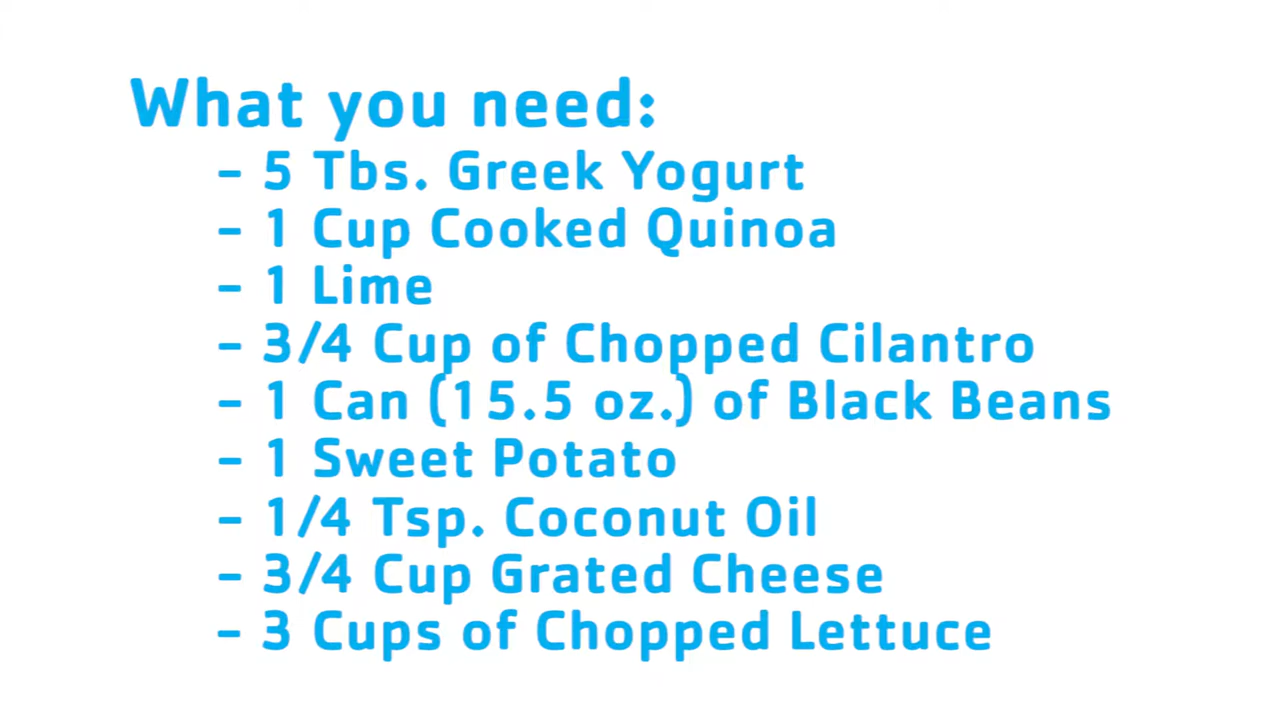 What you need:
– 5 Tbs. Greek Yogurt
– 1 Cup Cooked Quinoa
– 1 Lime
– 3/4 Cup of Chopped Cilantro
– 1 Can (15.5 oz.) of Black Beans
– 1 Sweet Potato
– 1/4 Tsp. Coconut Oil
– 3/4 Cup Grated Cheese
– 3 Cups of Chopped Lettuce